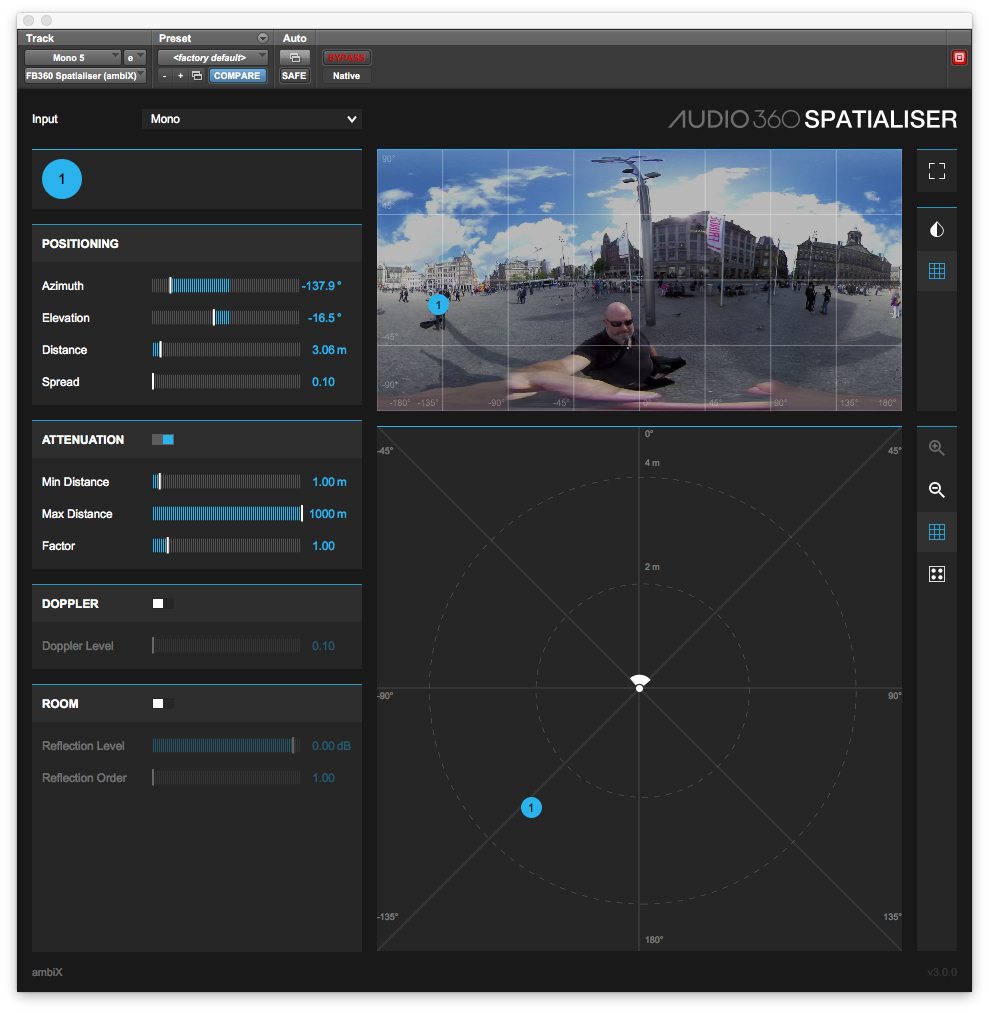 Track
Preset
Auto
Mono 5
e
<factory default>
BYPASS
FB360 Spatialiser (ambiX)
-
+
COMPARE
SAFE
Native
Input
Mono
AUDIO 360 SPATIALISER
1
POSITIONING
Azimuth
-137.9 °
Elevation
-16.5 °
Distance
3.06 m
Spread
0.10
ATTENUATION
Min Distance
1.00 m
Max Distance
1000 m
Factor
1.00
DOPPLER
Doppler Level
0.10
ROOM
Reflection Level
0.00 dB
Reflection Order
1.00
90°
45°
1
-45°
-90°
-180° -135° -90° -45° 0° 45° 90° 135° 180°
0°
-45°
45°
4 m
2 m
-90°
90°
1
-135°
135°
180°
ambiX
v3.0.0